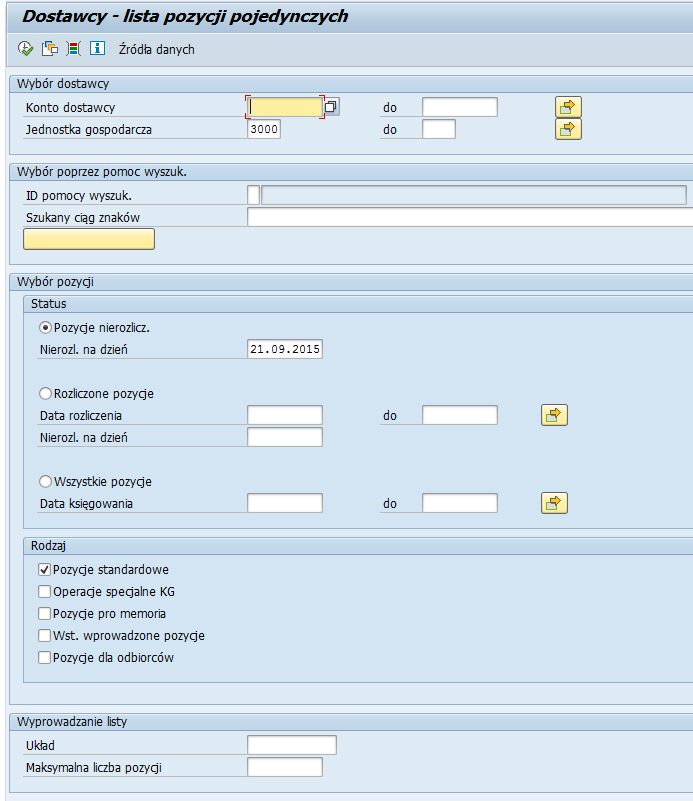 Dostawcy - lista pozycji pojedynczych
Źródła danych
Wybór dostawcy
Konto dostawcy do
Jednostka gospodarcza 3000 do
Wybór poprzez pomoc wyszuk.
ID pomocy wyszuk.
Szukany ciąg znaków
Wybór pozycji
Status
Pozycje nierozlicz.
Nierozl. na dzień 21.09.2015
Rozliczone pozycje
Data rozliczenia do
Nierozl. na dzień
Wszystkie pozycje
Data księgowania do
Rodzaj
Pozycje standardowe
Operacje specjalne KG
Pozycje pro memoria
Wst. wprowadzone pozycje
Pozycje dla odbiorców
Wyprowadzanie listy
Układ
Maksymalna liczba pozycji